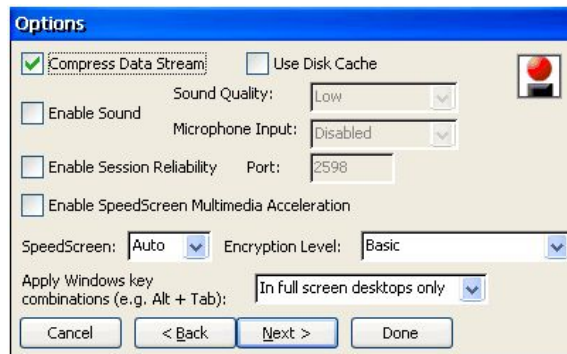 Options
Compress Data Stream Use Disk Cache
Sound Quality: Low
Enable Sound
Microphone Input: Disabled
Enable Session Reliability Port: 2598
Enable SpeedScreen Multimedia Acceleration
SpeedScreen: Auto Encryption Level: Basic
Apply Windows key
combinations (e.g. Alt + Tab): In full screen desktops only
Cancel < Back Next > Done